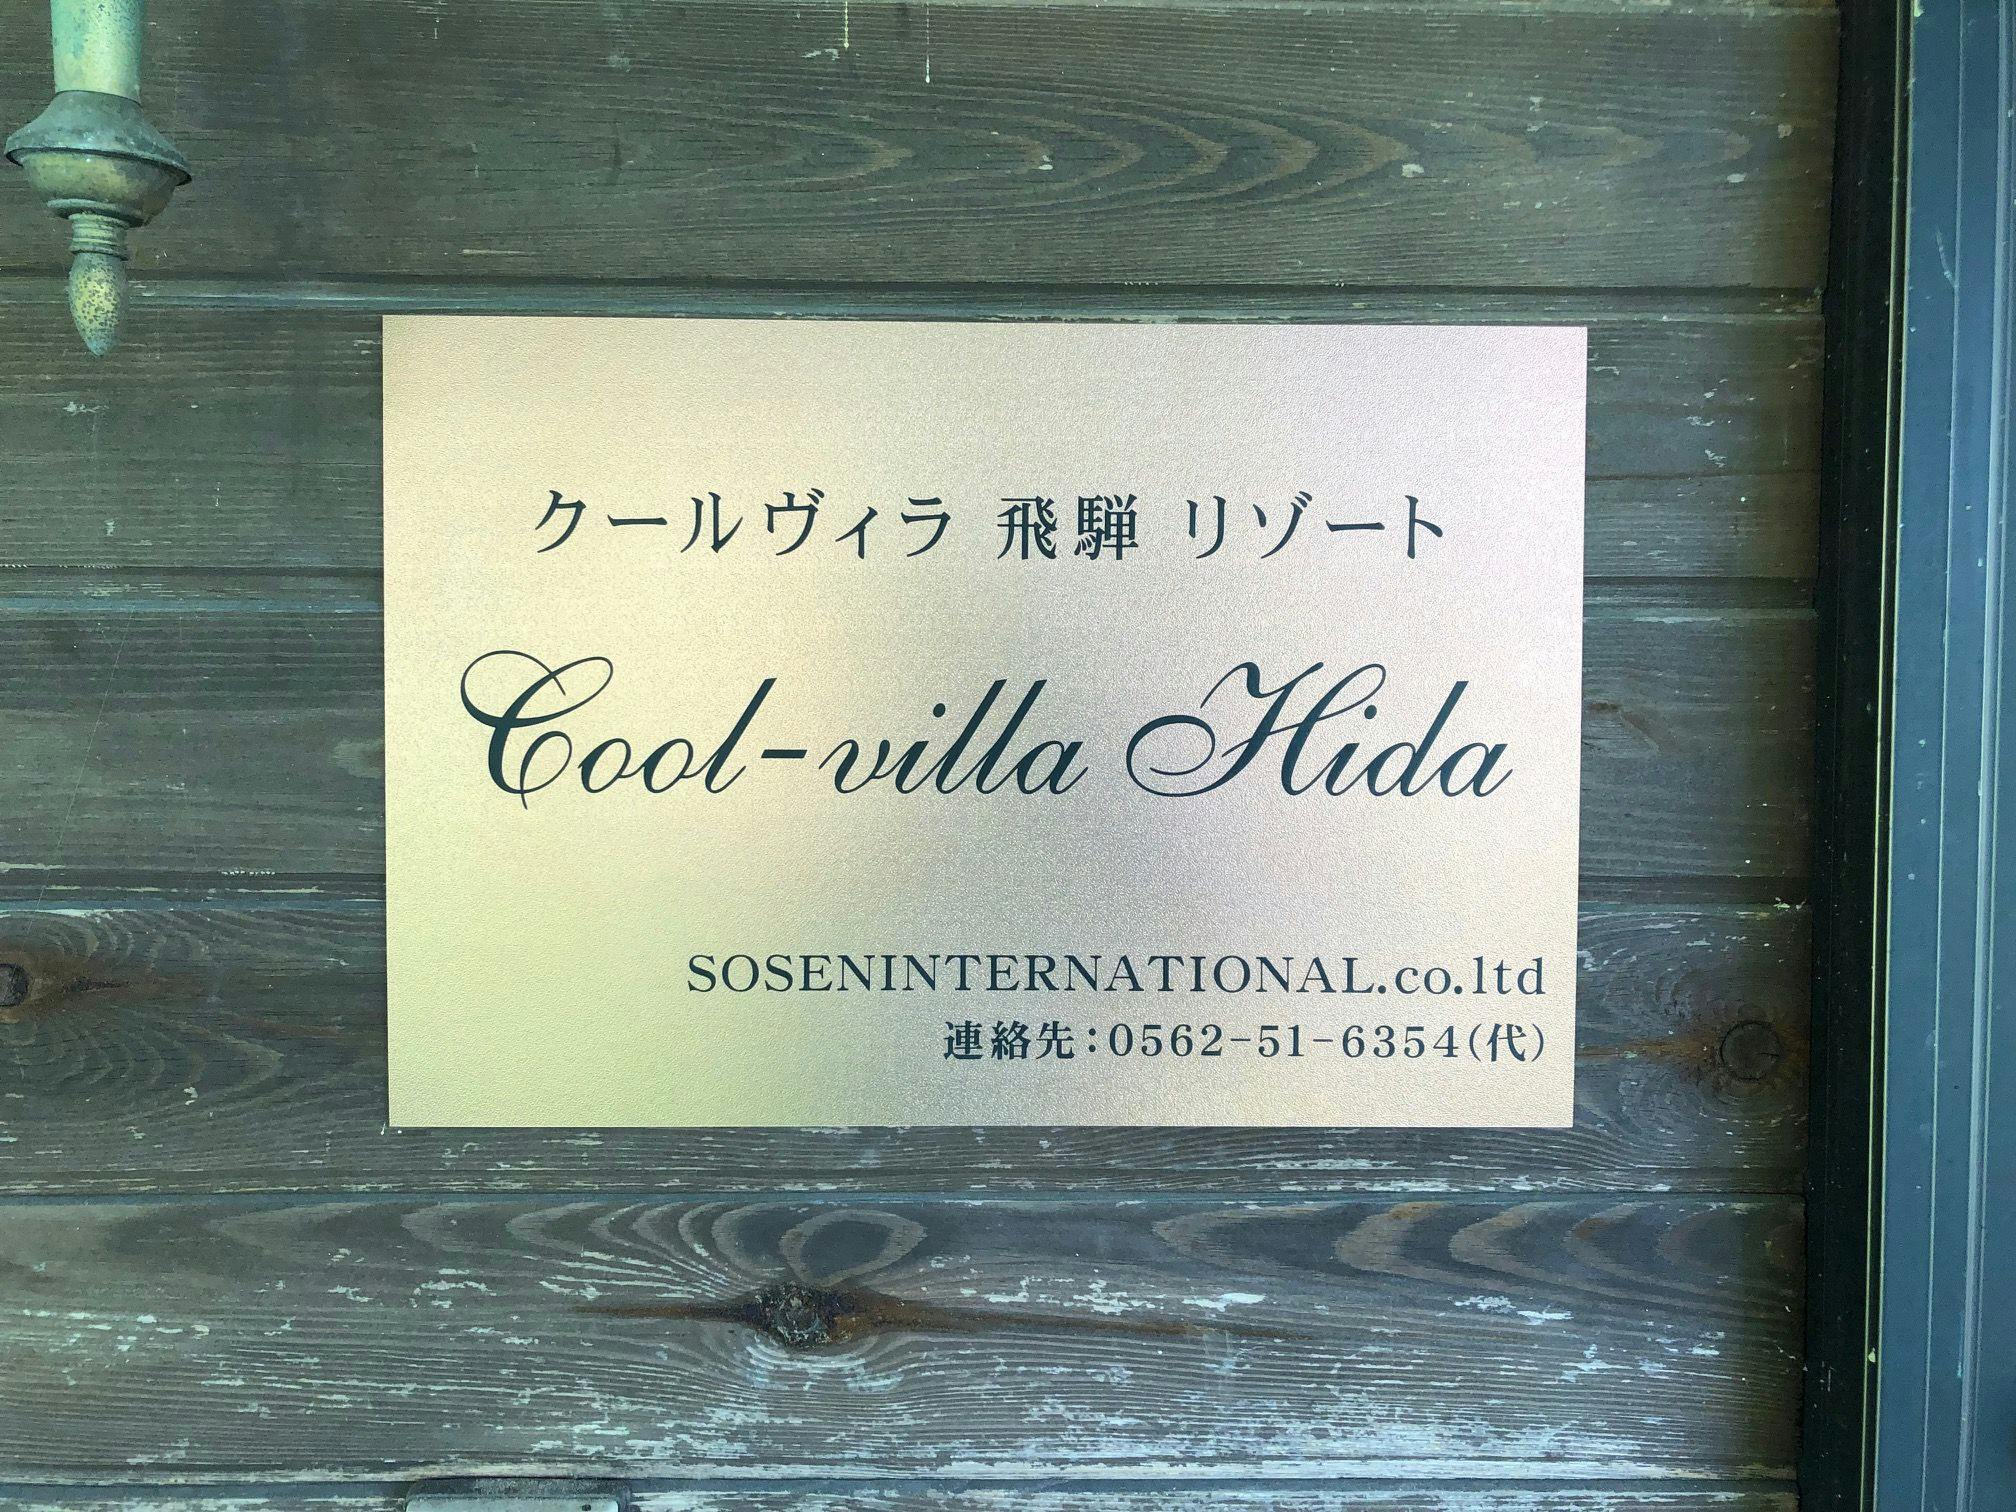 クールヴィラ 飛騨 リゾート
Cool-villa Hida
SOSENINTERNATIONAL.co.ltd
連絡先：0562-51-6354(代)